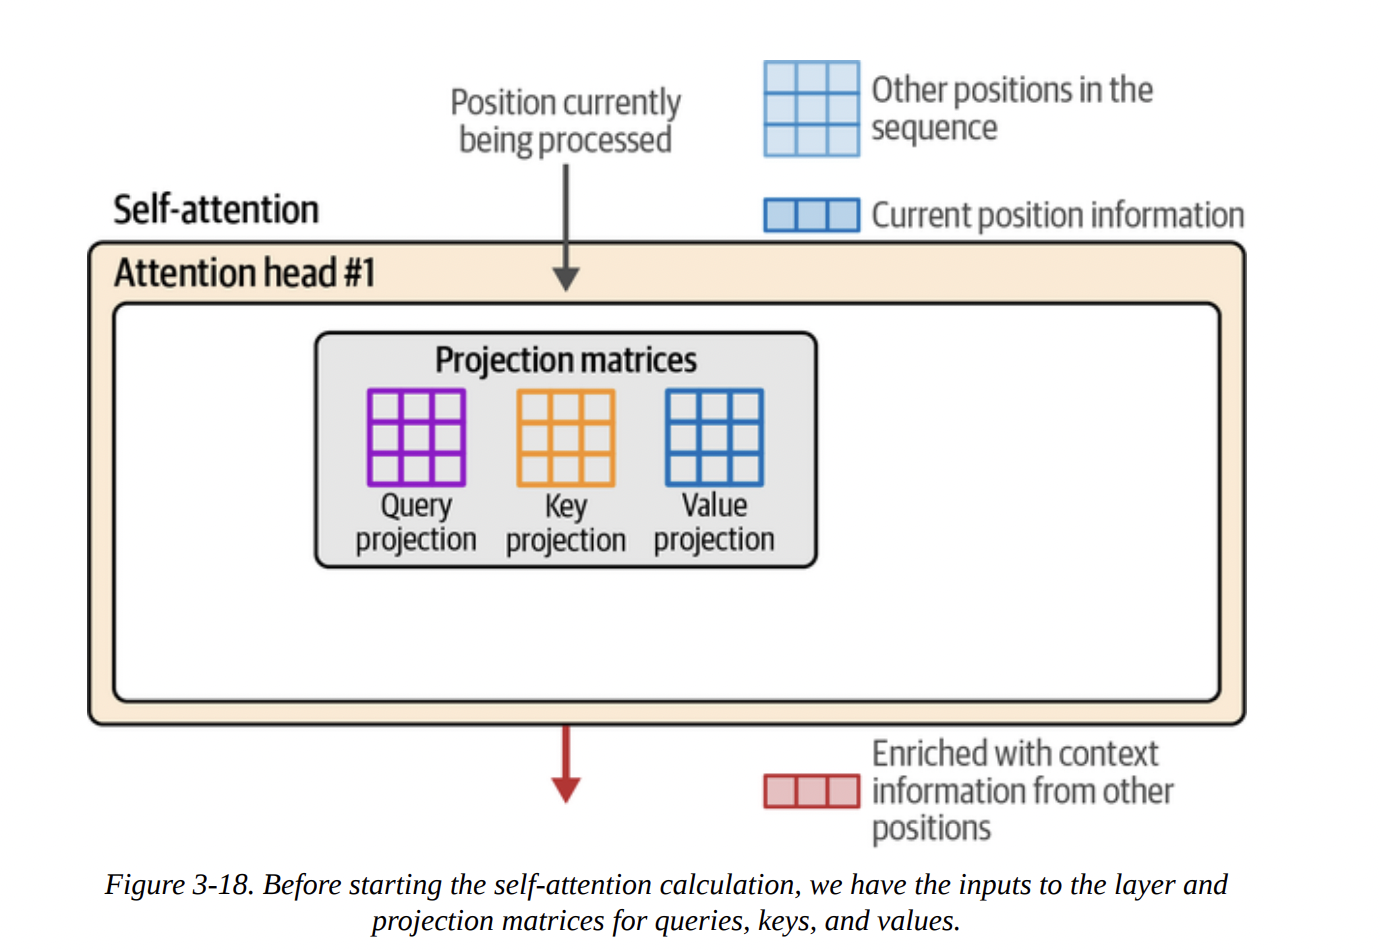 Position currently
being processed
Other positions in the
sequence
Current position information
Self-attention
Attention head #1
Projection matrices
Query
projection
Key
projection
Value
projection
Enriched with context
information from other
positions
Figure 3-18. Before starting the self-attention calculation, we have the inputs to the layer and
projection matrices for queries, keys, and values.